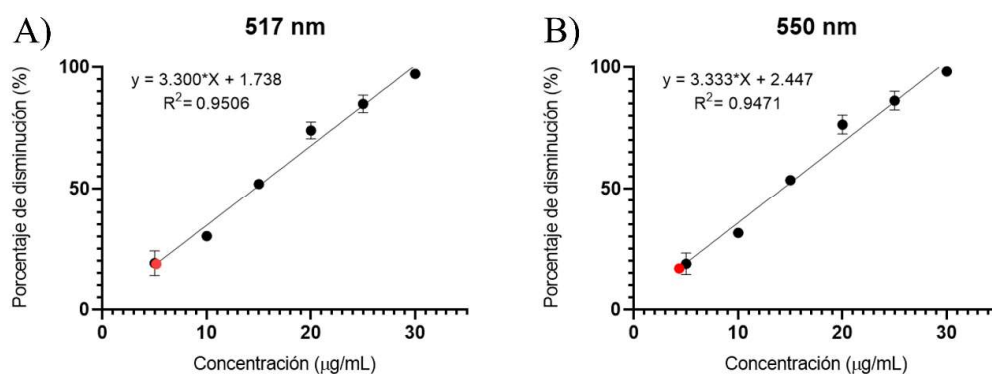 A)
517 nm
y = 3.300*X + 1.738
R2= 0.9506
100
50
0
0 10 20 30
Porcentaje de disminución (%)
Concentración (µg/mL)
B)
550 nm
y = 3.333*X + 2.447
R2= 0.9471
100
50
0
0 10 20 30
Porcentaje de disminución (%)
Concentración (µg/mL)